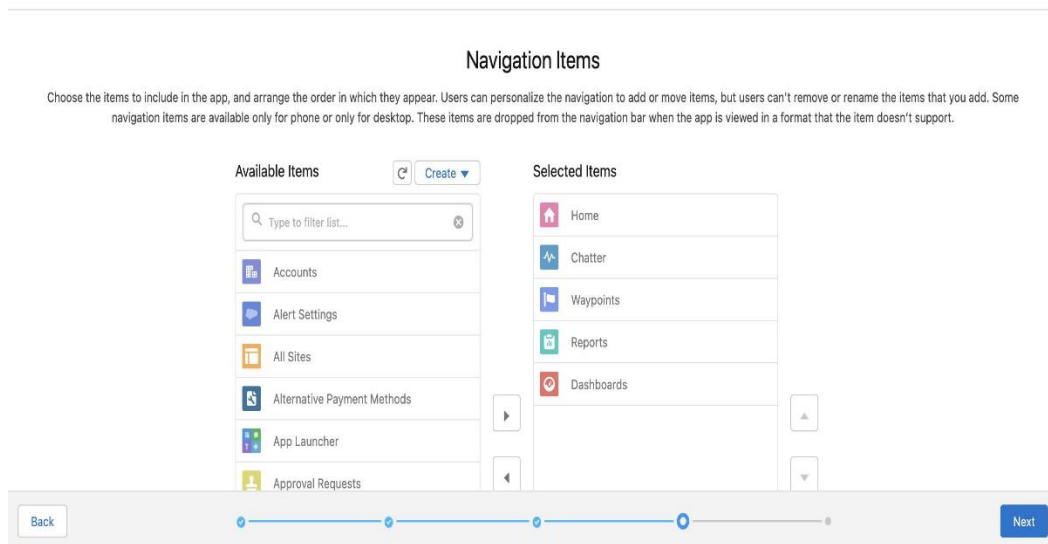 Navigation Items
Choose the items to include in the app, and arrange the order in which they appear. Users can personalize the navigation to add or move items, but users can't remove or rename the items that you add. Some
navigation items are available only for phone or only for desktop. These items are dropped from the navigation bar when the app is viewed in a format that the item doesn't support.
Available Items
Create
Type to filter list...
Accounts
Alert Settings
All Sites
Alternative Payment Methods
App Launcher
Approval Requests
Selected Items
Home
Chatter
Waypoints
Reports
Dashboards
Back
Next